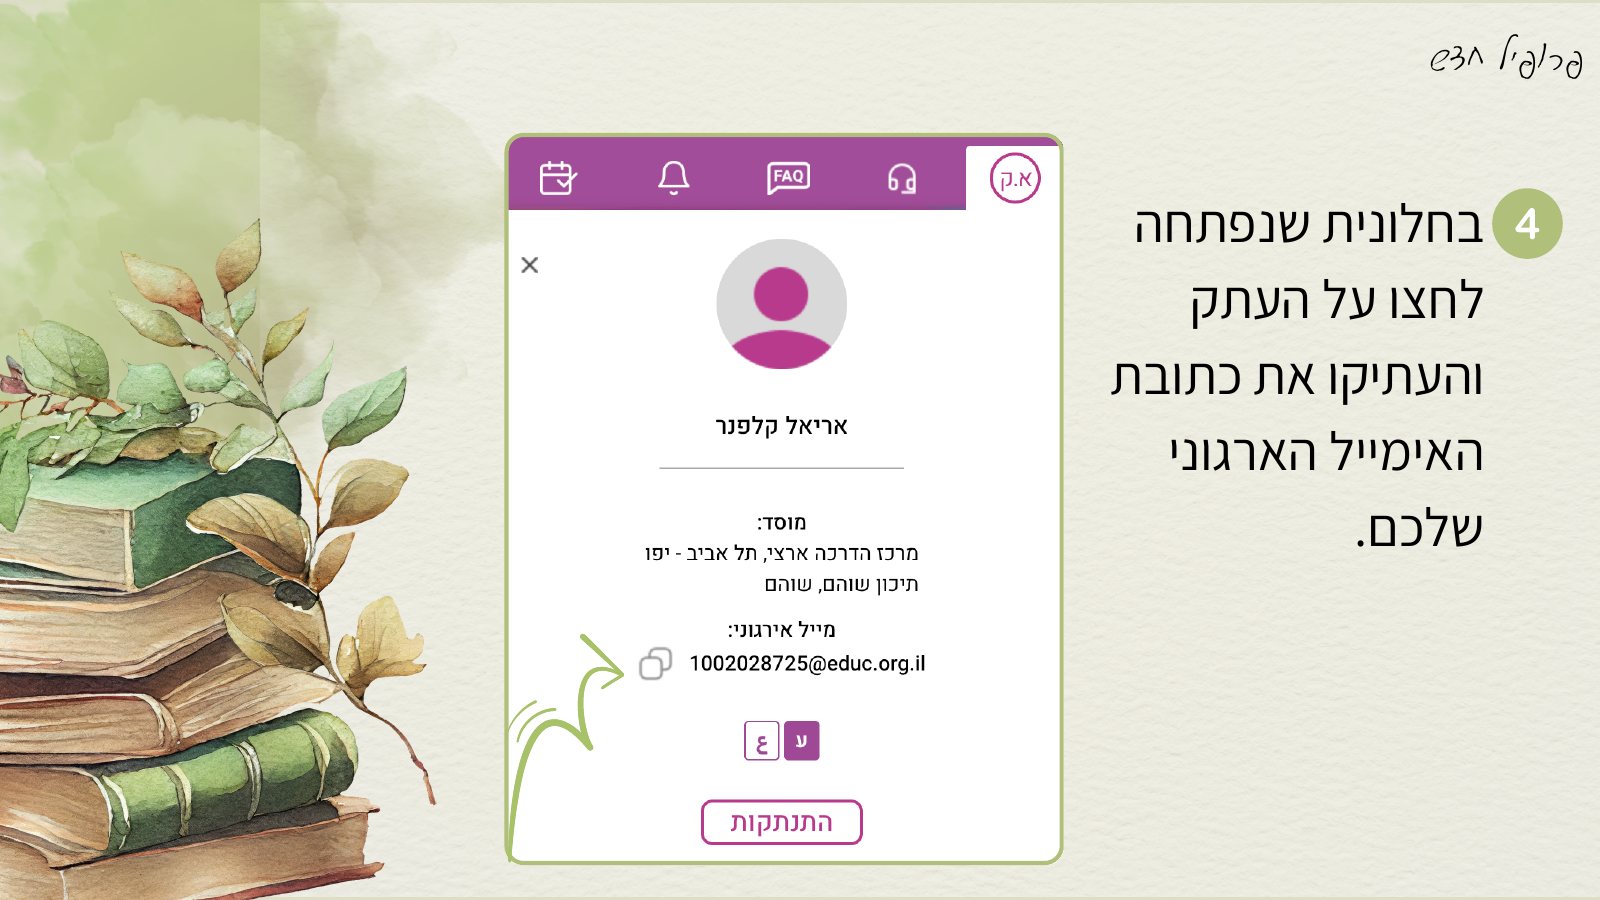 פרופיל חדש
4 בחלונית שנפתחה
לחצו על העתק
והעתיקו את כתובת
האימייל הארגוני
שלכם.
א.ק
FAQ
אריאל קלפנר
מוסד:
מרכז הדרכה ארצי, תל אביב - יפו
תיכון שוהם, שוהם
מייל אירגוני:
1002028725@educ.org.il
ע
ع
התנתקות